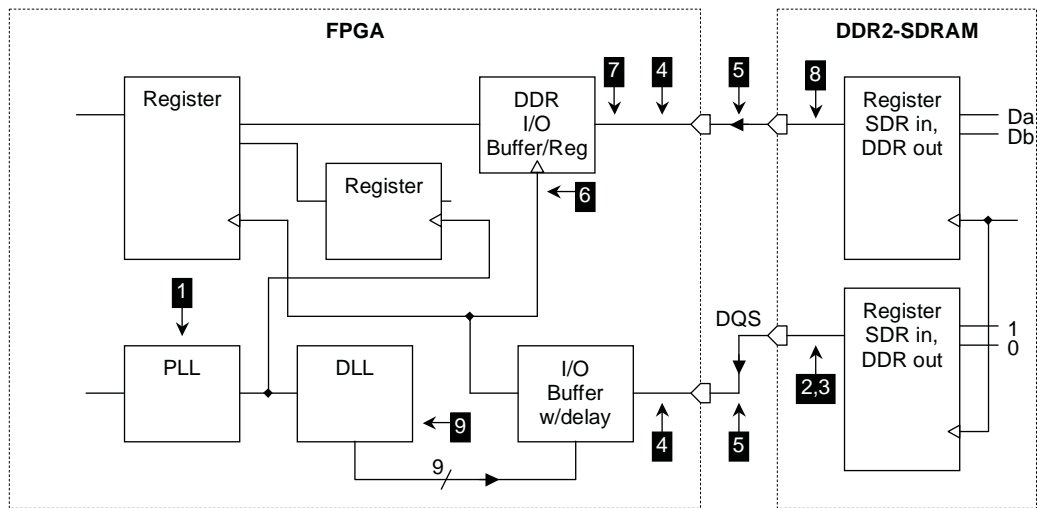 FPGA
DDR2-SDRAM
7
4
5
8
Register
DDR
I/O
Buffer/Reg
Register
SDR in,
DDR out
Da
Db
Register
6
1
DQS
Register
SDR in,
DDR out
1
0
PLL
DLL
I/O
Buffer
w/delay
2,3
9
4
5
9